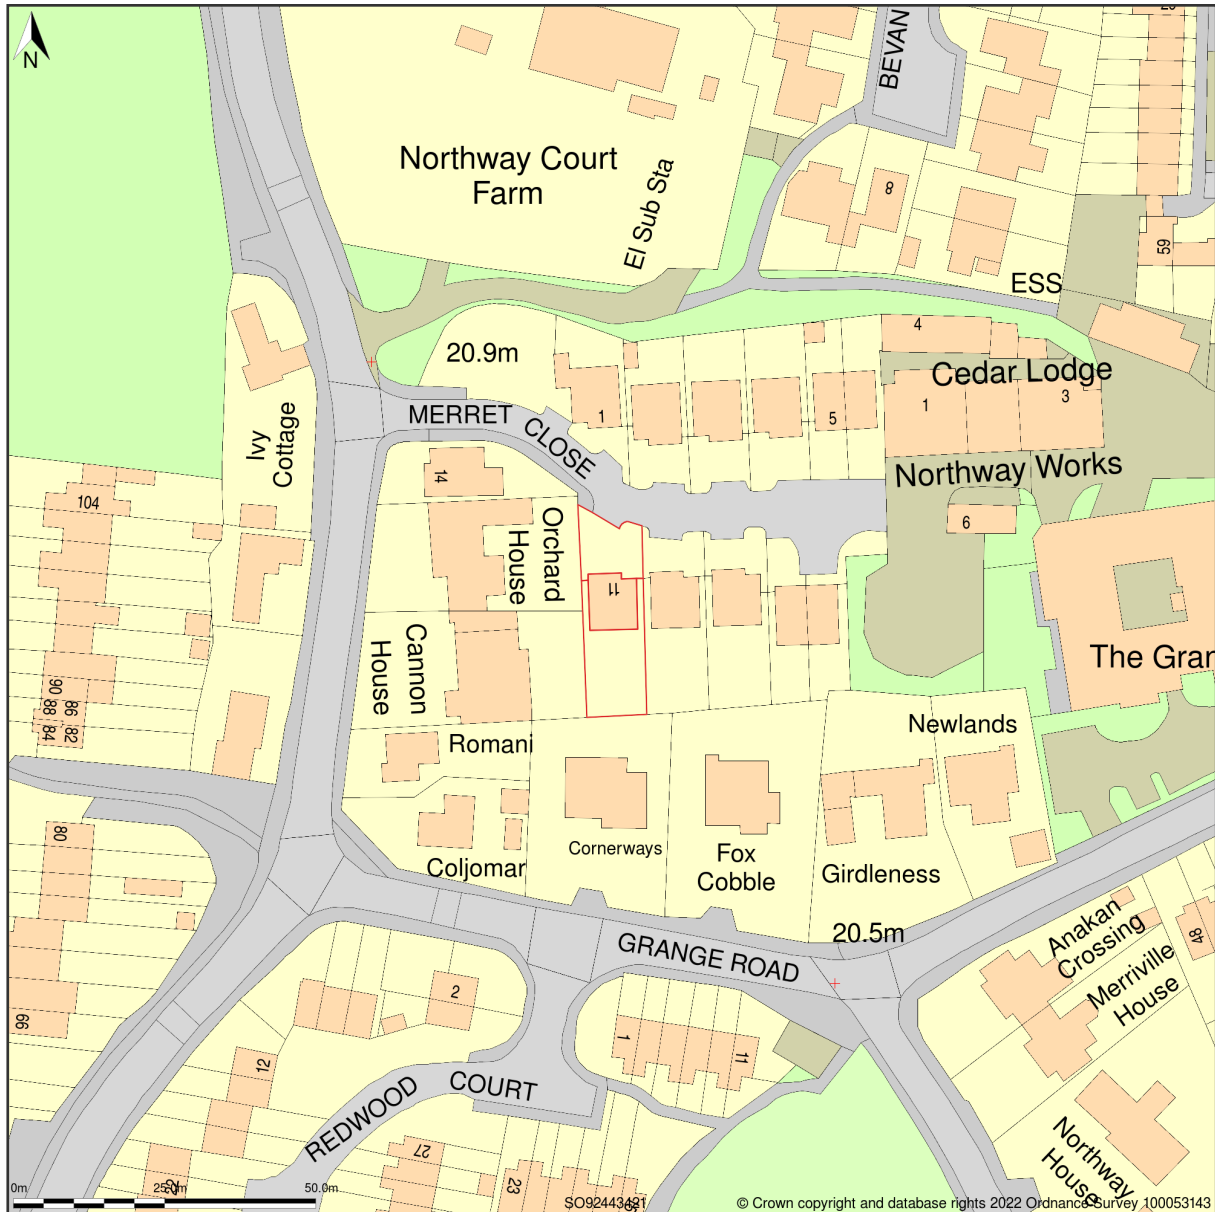 N
BEVAN
Northway Court
Farm
El Sub Sta
8
59
ESS
20.9m
4
Cedar Lodge
1
3
MERRET
CLOSE
1
5
Ivy
Cottage
14
Northway Works
104
Orchard
House
6
11
Cannon
House
The Gran
90
88
86
84
82
Newlands
Romani
80
Cornerways
Fox
Cobble
Coljomar
Girdleness
20.5m
GRANGE ROAD
Anakan
Crossing
48
Merriville
House
2
66
1
11
12
REDWOOD
COURT
27
23
Northway
House
0m
25.0m
50.0m
SO92443421
© Crown copyright and database rights 2022 Ordnance Survey 100053143